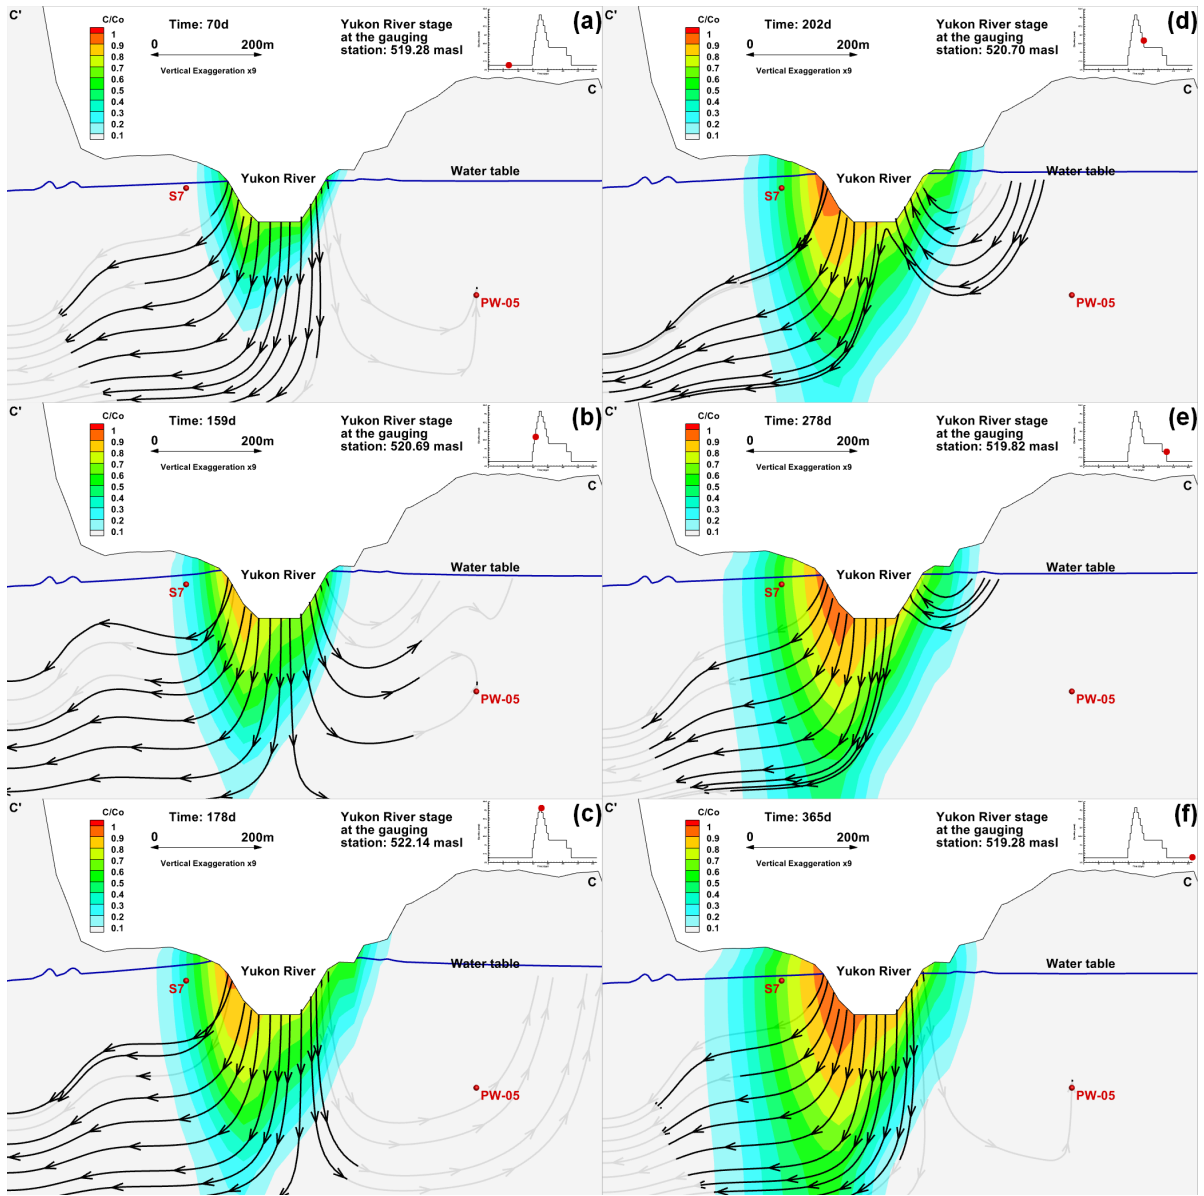 C'
C/Co
1
0.9
0.8
0.7
0.6
0.5
0.4
0.3
0.2
0.1
Time: 70d
0 200m
Vertical Exaggeration x9
Yukon River stage
at the gauging
station: 519.28 masl
(a)
C
Water table
Yukon River
S7
PW-05
C'
C/Co
1
0.9
0.8
0.7
0.6
0.5
0.4
0.3
0.2
0.1
Time: 202d
0 200m
Vertical Exaggeration x9
Yukon River stage
at the gauging
station: 520.70 masl
(d)
C
Water table
Yukon River
S7
PW-05
C'
C/Co
1
0.9
0.8
0.7
0.6
0.5
0.4
0.3
0.2
0.1
Time: 159d
0 200m
Vertical Exaggeration x9
Yukon River stage
at the gauging
station: 520.69 masl
(b)
C
Water table
Yukon River
S7
PW-05
C'
C/Co
1
0.9
0.8
0.7
0.6
0.5
0.4
0.3
0.2
0.1
Time: 278d
0 200m
Vertical Exaggeration x9
Yukon River stage
at the gauging
station: 519.82 masl
(e)
C
Water table
Yukon River
S7
PW-05
C'
C/Co
1
0.9
0.8
0.7
0.6
0.5
0.4
0.3
0.2
0.1
Time: 178d
0 200m
Vertical Exaggeration x9
Yukon River stage
at the gauging
station: 522.14 masl
(c)
C
Water table
Yukon River
S7
PW-05
C'
C/Co
1
0.9
0.8
0.7
0.6
0.5
0.4
0.3
0.2
0.1
Time: 365d
0 200m
Vertical Exaggeration x9
Yukon River stage
at the gauging
station: 519.28 masl
(f)
C
Water table
Yukon River
S7
PW-05